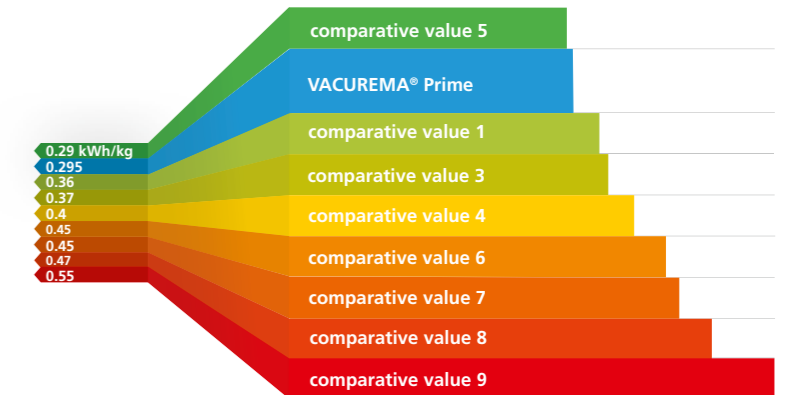 comparative value 5
VACUREMA® Prime
comparative value 1
comparative value 3
comparative value 4
comparative value 6
comparative value 7
comparative value 8
comparative value 9
0.29 kWh/kg
0.295
0.36
0.37
0.4
0.45
0.45
0.47
0.55